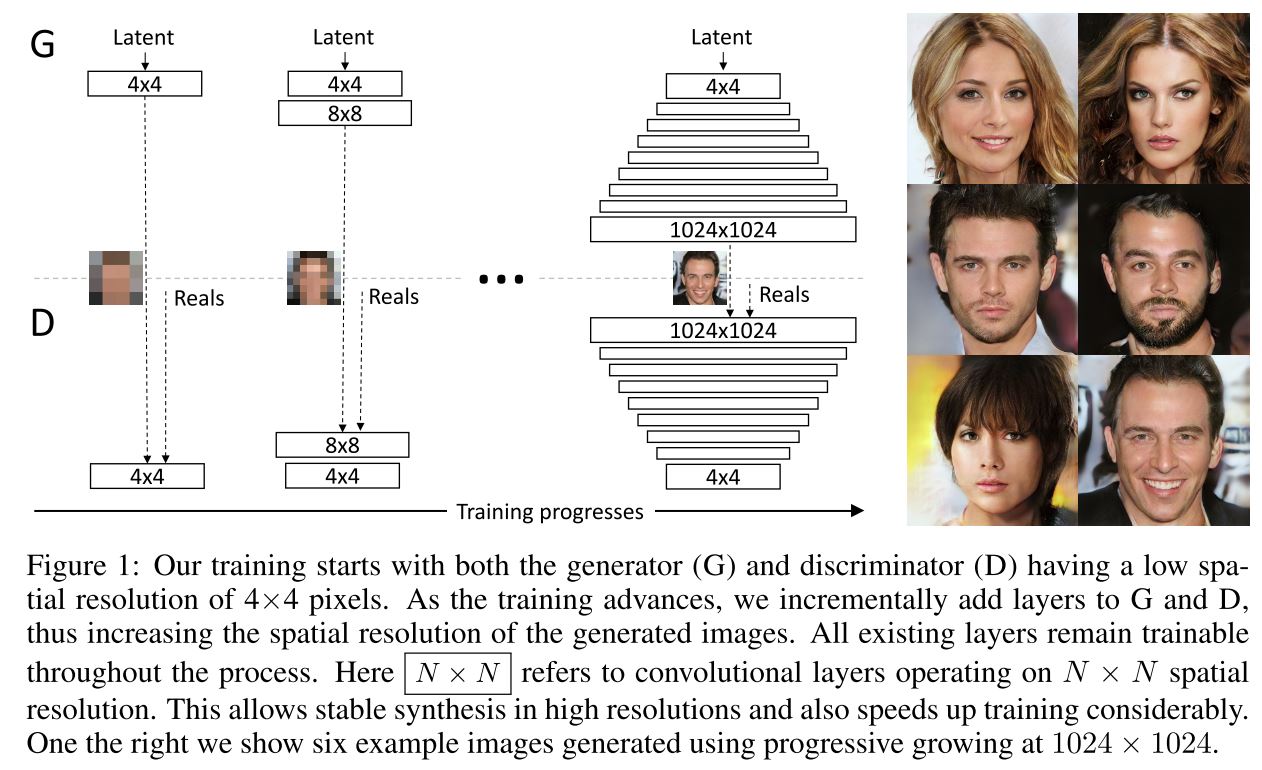 G
Latent
Latent
Latent
4x4
4x4
4x4
8x8
1024x1024
Reals
Reals
Reals
D
1024x1024
8x8
4x4
4x4
4x4
Training progresses
Figure 1: Our training starts with both the generator (G) and discriminator (D) having a low spa-
tial resolution of 4×4 pixels. As the training advances, we incrementally add layers to G and D,
thus increasing the spatial resolution of the generated images. All existing layers remain trainable
throughout the process. Here N × N refers to convolutional layers operating on N × N spatial
resolution. This allows stable synthesis in high resolutions and also speeds up training considerably.
One the right we show six example images generated using progressive growing at 1024 × 1024.